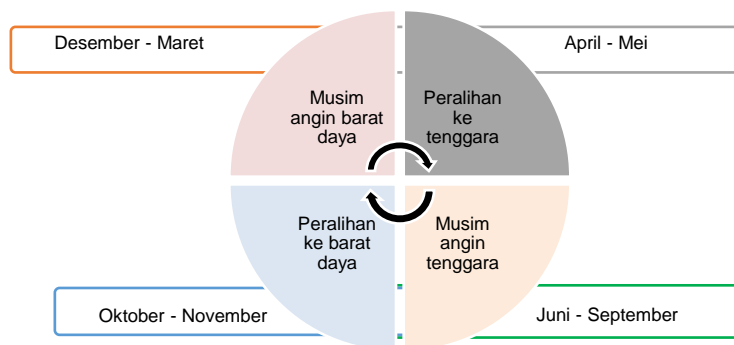 Desember - Maret
April - Mei
Musim
angin barat
daya
Peralihan
ke
tenggara
Peralihan
ke barat
daya
Musim
angin
tenggara
Oktober - November
Juni - September